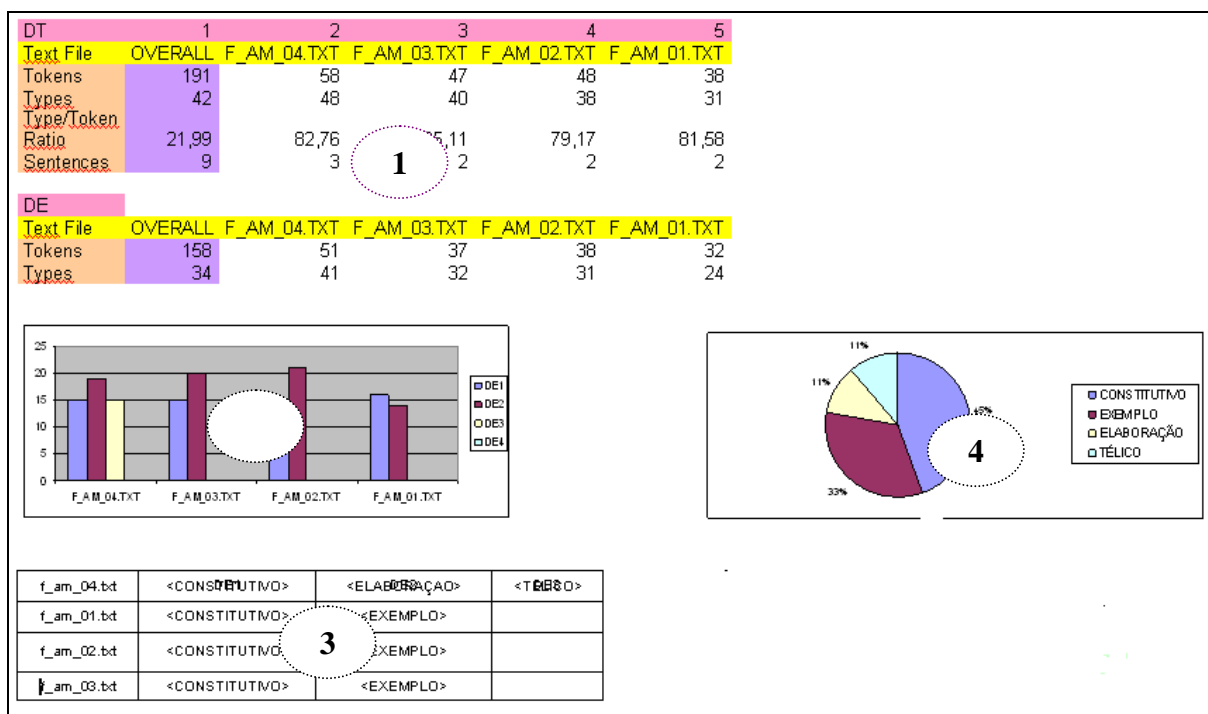 DT 1 2 3 4 5
Text File OVERALL F_AM_04.TXT F_AM_03.TXT F_AM_02.TXT F_AM_01.TXT
Tokens 191 58 47 48 38
Types 42 48 40 38 31
Type/Token
Ratio 21,99 82,76 5,11 79,17 81,58
Sentences 9 3 2 2 2
1
DE
Text File OVERALL F_AM_04.TXT F_AM_03.TXT F_AM_02.TXT F_AM_01.TXT
Tokens 158 51 37 38 32
Types 34 41 32 31 24
25
20
15
10
5
0
F_AM_04.TXT F_AM_03.TXT F_AM_02.TXT F_AM_01.TXT
DE1
DE2
DE3
DE4
11%
11%
45%
33%
4
CONSTITUTIVO
EXEMPLO
ELABORAÇÃO
TÉLICO
f_am_04.txt <CONSTITUTIVO> <ELABORAÇAO> <TÉLICO>
f_am_01.txt <CONSTITUTIVO> <EXEMPLO>
f_am_02.txt <CONSTITUTIVO> EXEMPLO>
f_am_03.txt <CONSTITUTIVO> <EXEMPLO>
3